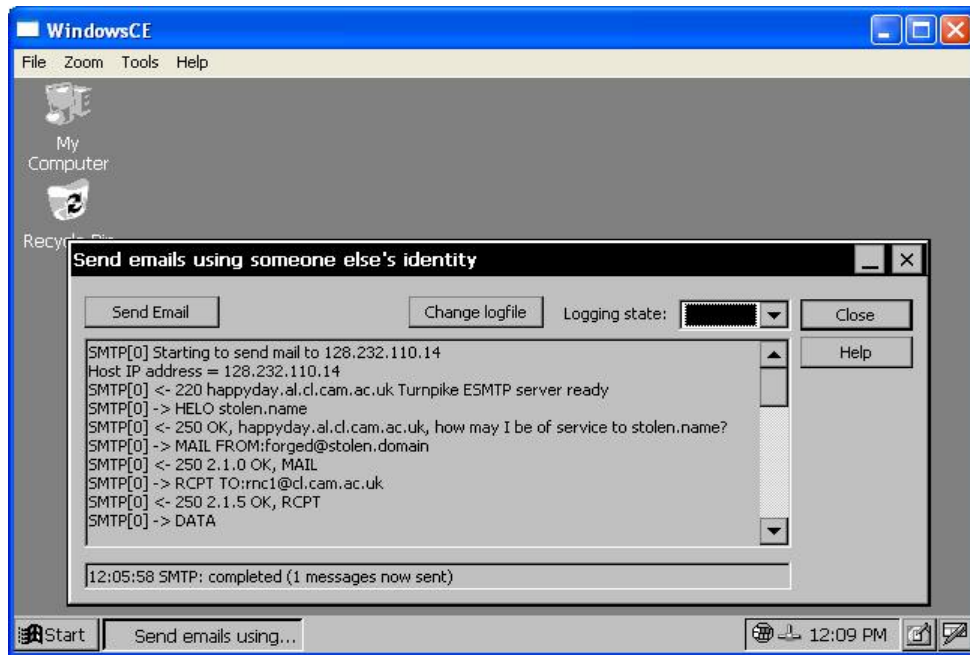 WindowsCE
File Zoom Tools Help
My
Computer
Send emails using someone else's identity
Send Email Change logfile Logging state: Close
Help
SMTP[0] Starting to send mail to 128.232.110.14
Host IP address = 128.232.110.14
SMTP[0] <- 220 happyday.al.cl.cam.ac.uk Turnpike ESMTP server ready
SMTP[0] -> HELO stolen.name
SMTP[0] <- 250 OK, happyday.al.cl.cam.ac.uk, how may I be of service to stolen.name?
SMTP[0] -> MAIL FROM:forged@stolen.domain
SMTP[0] <- 250 2.1.0 OK, MAIL
SMTP[0] -> RCPT TO:rnc1@cl.cam.ac.uk
SMTP[0] <- 250 2.1.5 OK, RCPT
SMTP[0] -> DATA
12:05:58 SMTP: completed (1 messages now sent)
Start Send emails using... 12:09 PM